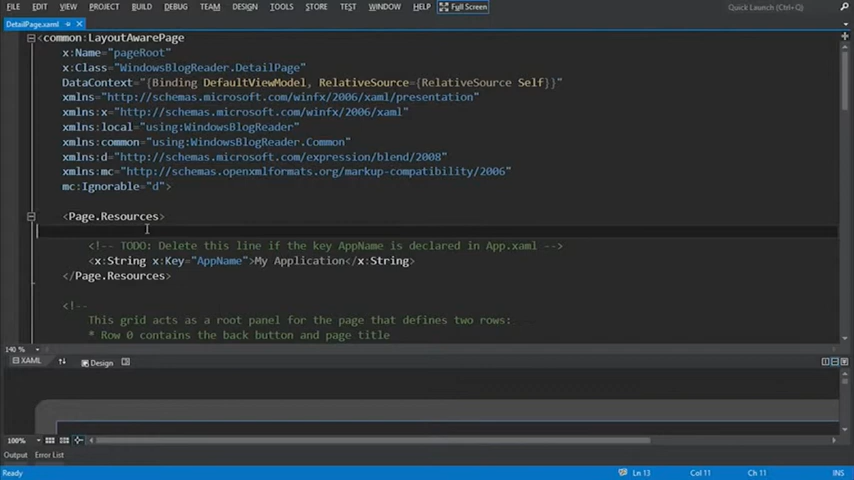 FILE EDIT VIEW PROJECT BUILD DEBUG TEAM DESIGN TOOLS STORE TEST WINDOW HELP Full Screen Quick Launch (Ctrl+Q)
DetailPage.xaml
<common:LayoutAwarePage
x:Name="pageRoot"
x:Class="WindowsBlogReader.DetailPage"
DataContext="{Binding DefaultViewModel, RelativeSource={RelativeSource Self}}"
xmlns="http://schemas.microsoft.com/winfx/2006/xaml/presentation"
xmlns:x="http://schemas.microsoft.com/winfx/2006/xaml"
xmlns:local="using:WindowsBlogReader"
xmlns:common="using:WindowsBlogReader.Common"
xmlns:d="http://schemas.microsoft.com/expression/blend/2008"
xmlns:mc="http://schemas.openxmlformats.org/markup-compatibility/2006"
mc:Ignorable="d">
<Page.Resources>
<!-- TODO: Delete this line if the key AppName is declared in App.xaml -->
<x:String x:Key="AppName">My Application</x:String>
</Page.Resources>
<!--
This grid acts as a root panel for the page that defines two rows:
* Row 0 contains the back button and page title
140 %
XAML Design
100%
Output Error List
Ready Ln 13 Col 11 Ch 11 INS